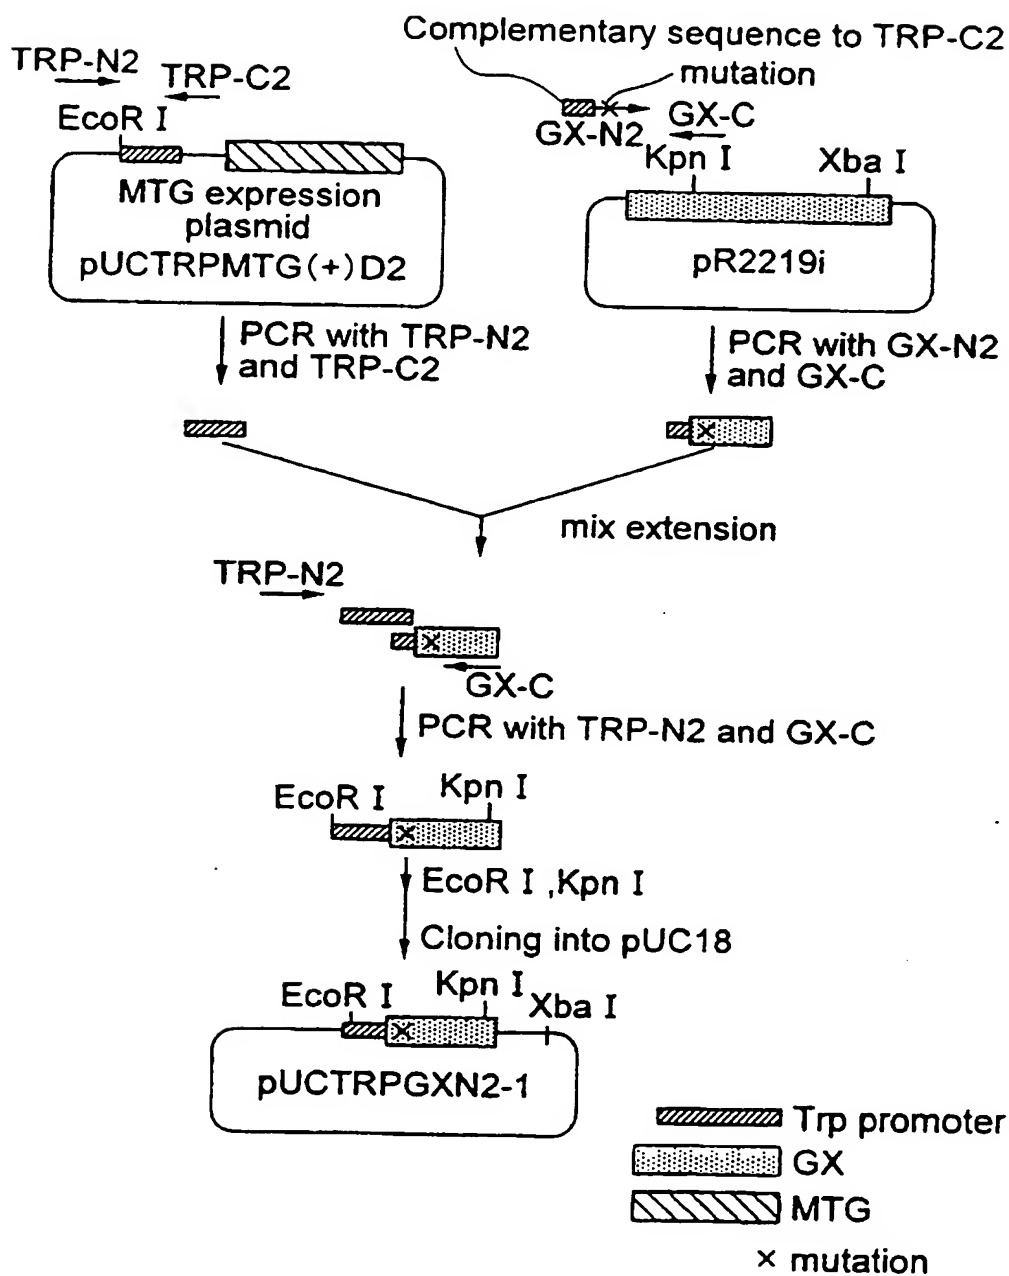 Complementary sequence to TRP-C2
TRP-N2
TRP-C2
mutation
EcoR I
GX-N2
GX-C
Kpn I
Xba I
MTG expression
plasmid
pUCTRPMTG(+)D2
pR2219i
PCR with TRP-N2
and TRP-C2
PCR with GX-N2
and GX-C
mix extension
TRP-N2
GX-C
PCR with TRP-N2 and GX-C
EcoR I
Kpn I
EcoR I ,Kpn I
Cloning into pUC18
EcoR I
Kpn I
Xba I
pUCTRPGXN2-1
Trp promoter
GX
MTG
× mutation